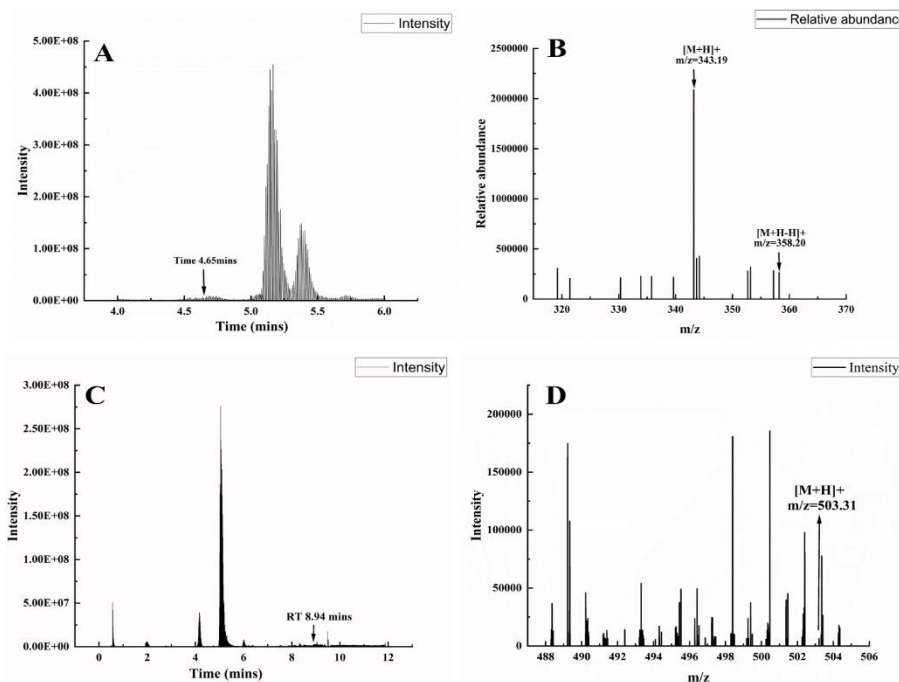 A
Intensity
5.00E+08
4.00E+08
3.00E+08
2.00E+08
1.00E+08
0.00E+00
Intensity
Time 4.65mins
4.0 4.5 5.0 5.5 6.0
Time (mins)
B
Relative abundance
2500000
2000000
1500000
1000000
500000
0
Relative abundance
[M+H]+
m/z=343.19
[M+H-H]+
m/z=358.20
320 330 340 350 360 370
m/z
C
Intensity
3.00E+08
2.50E+08
2.00E+08
1.50E+08
1.00E+08
5.00E+07
0.00E+00
Intensity
RT 8.94 mins
0 2 4 6 8 10 12
Time (mins)
D
Intensity
200000
150000
100000
50000
0
Intensity
[M+H]+
m/z=503.31
488 490 492 494 496 498 500 502 504 506
m/z